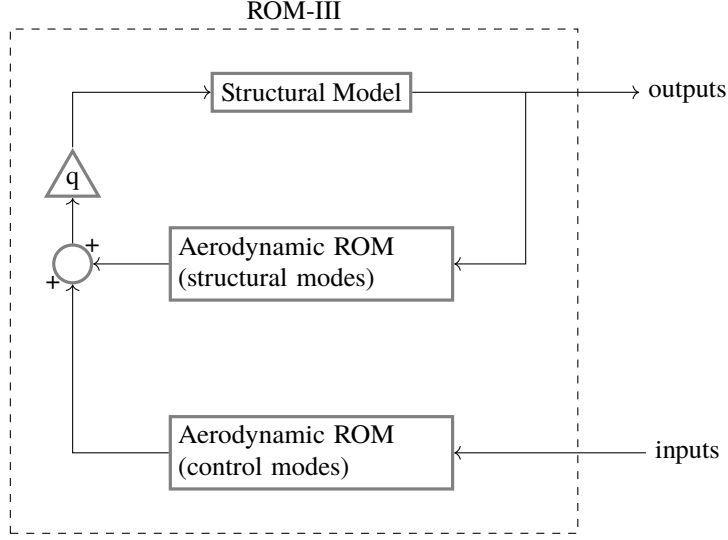 ROM-III
Structural Model
outputs
q
+
Aerodynamic ROM
(structural modes)
+
Aerodynamic ROM
(control modes)
inputs